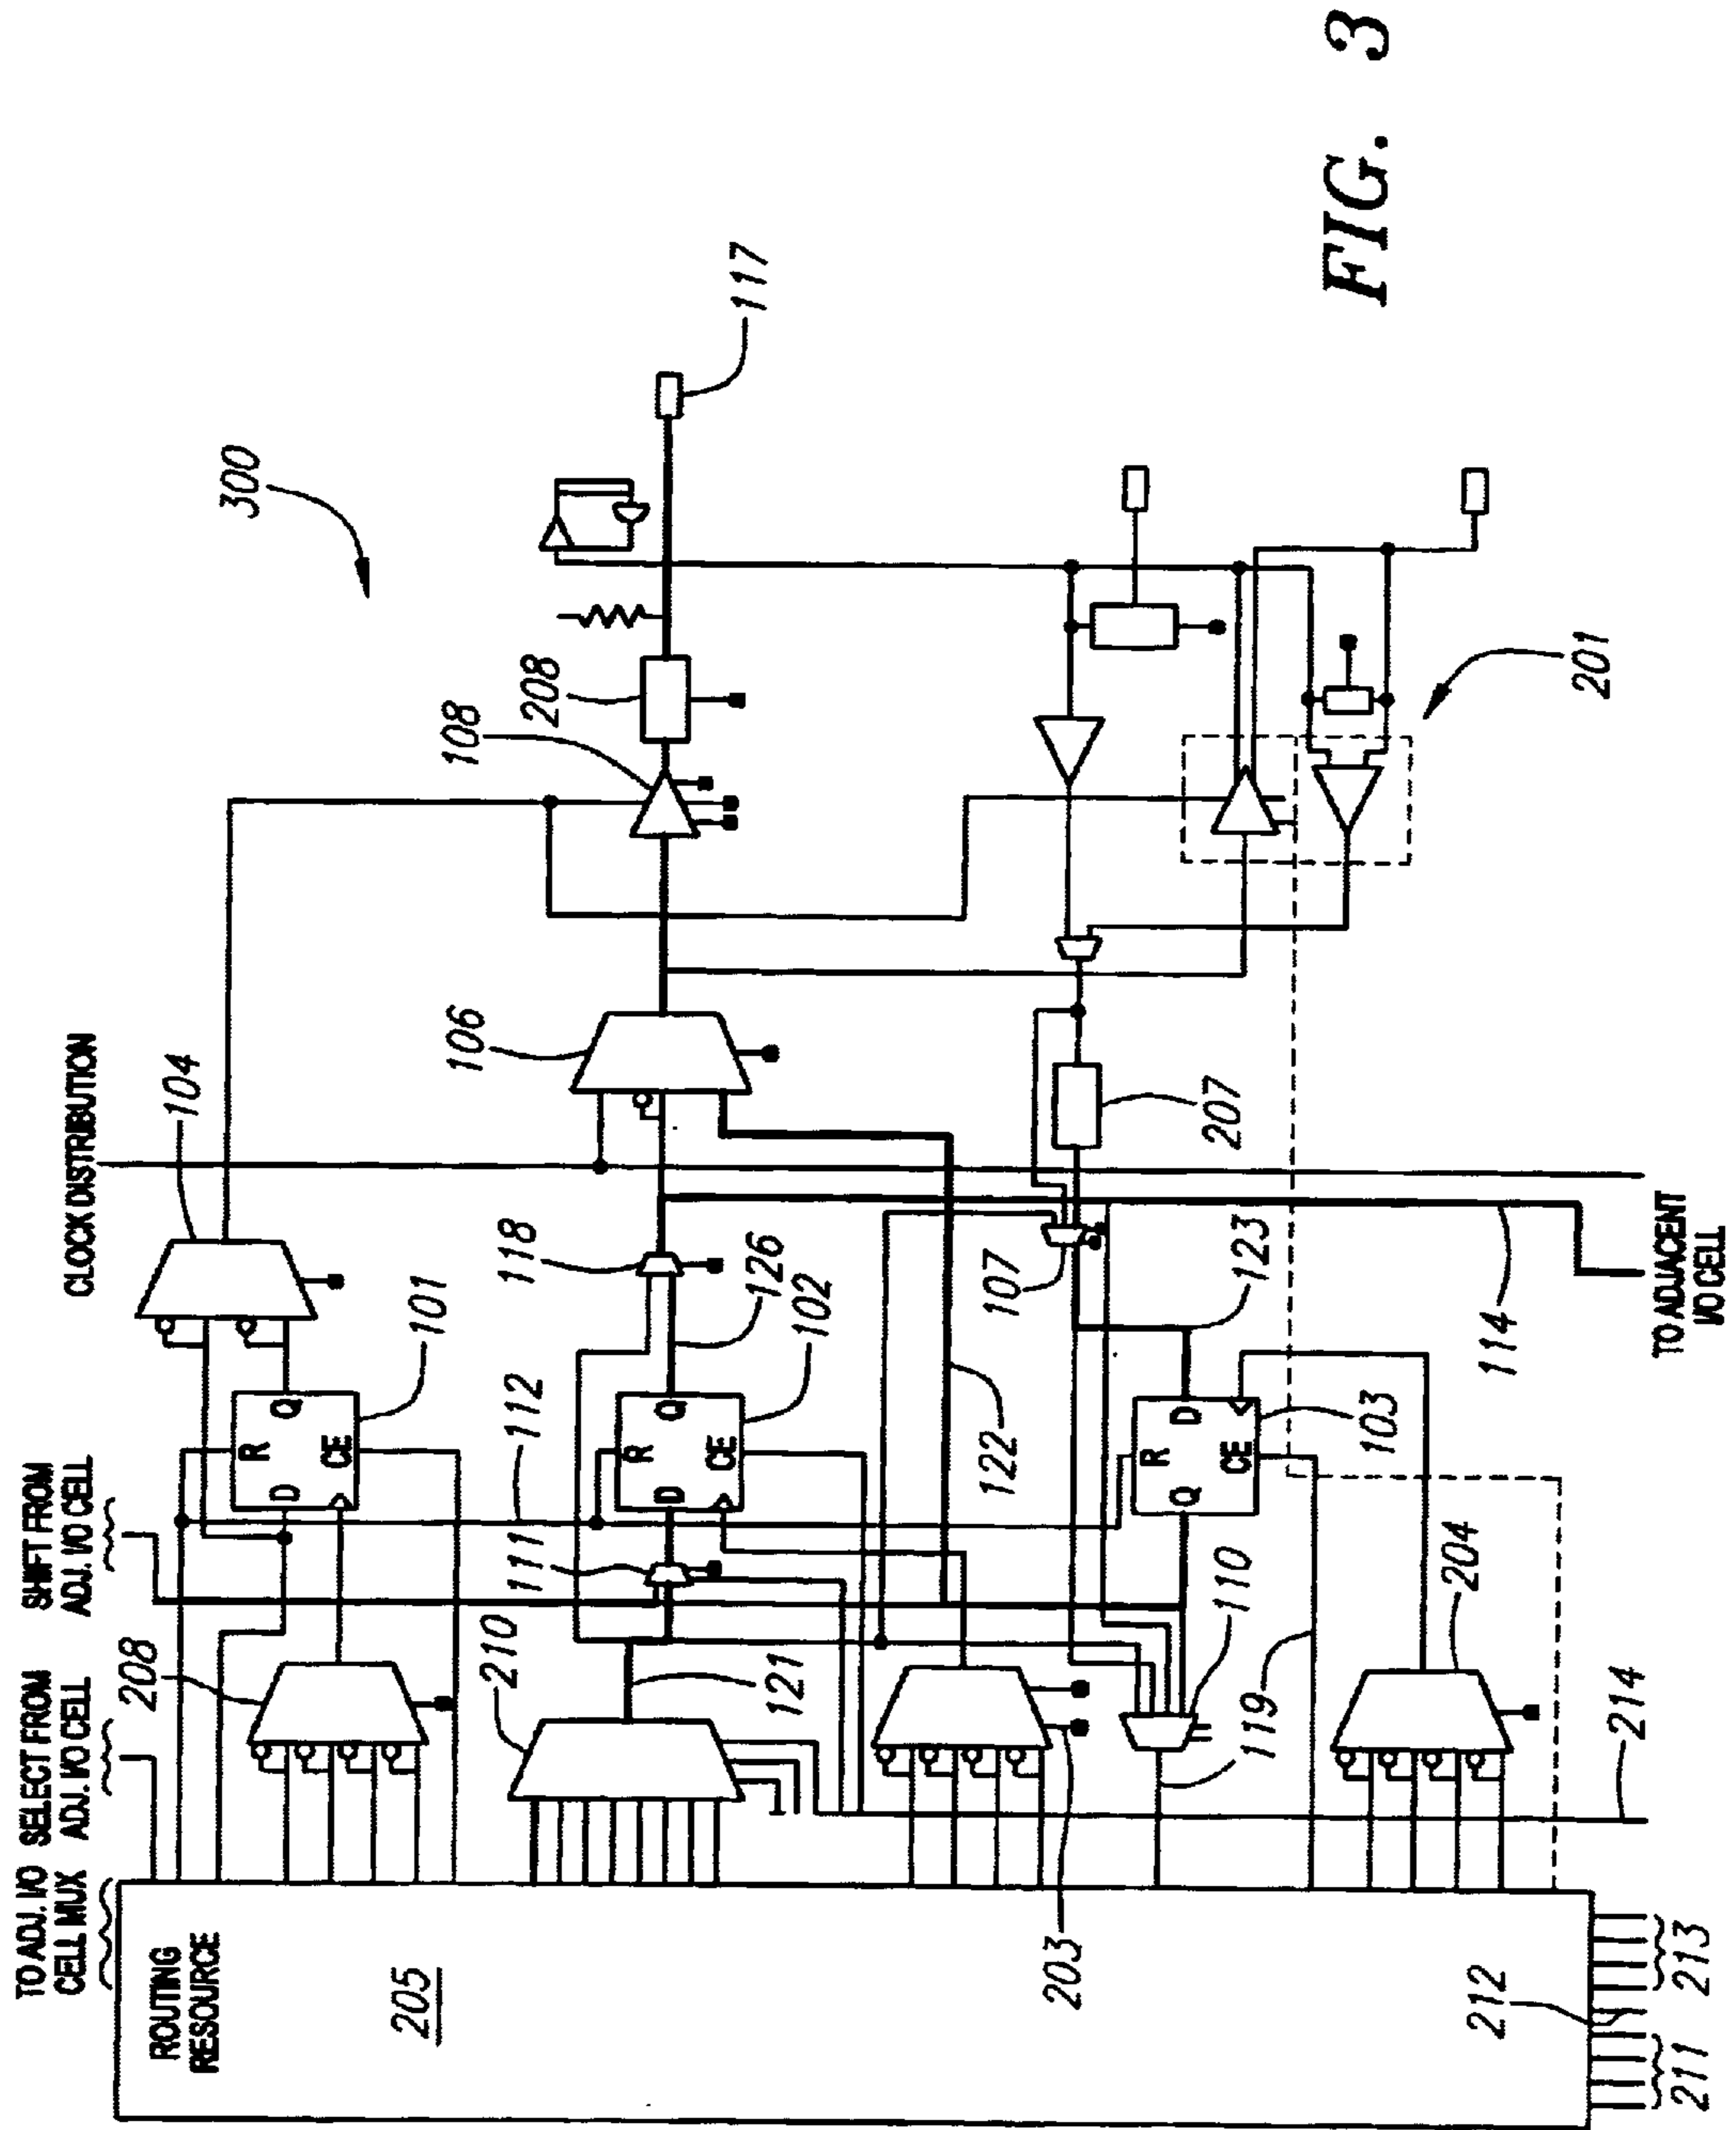 TO ADJ. I/O
CELL MUX
SELECT FROM
ADJ. I/O CELL
SHIFT FROM
ADJ. I/O CELL
CLOCK DISTRIBUTION
ROUTING
RESOURCE
205
208
R
D
Q
CE
101
104
112
300
210
121
111
R
D
Q
CE
102
126
118
106
108
208
117
203
122
110
119
R
Q
D
CE
103
123
107
207
204
201
214
114
TO ADJACENT
I/O CELL
211
212
213
FIG. 3